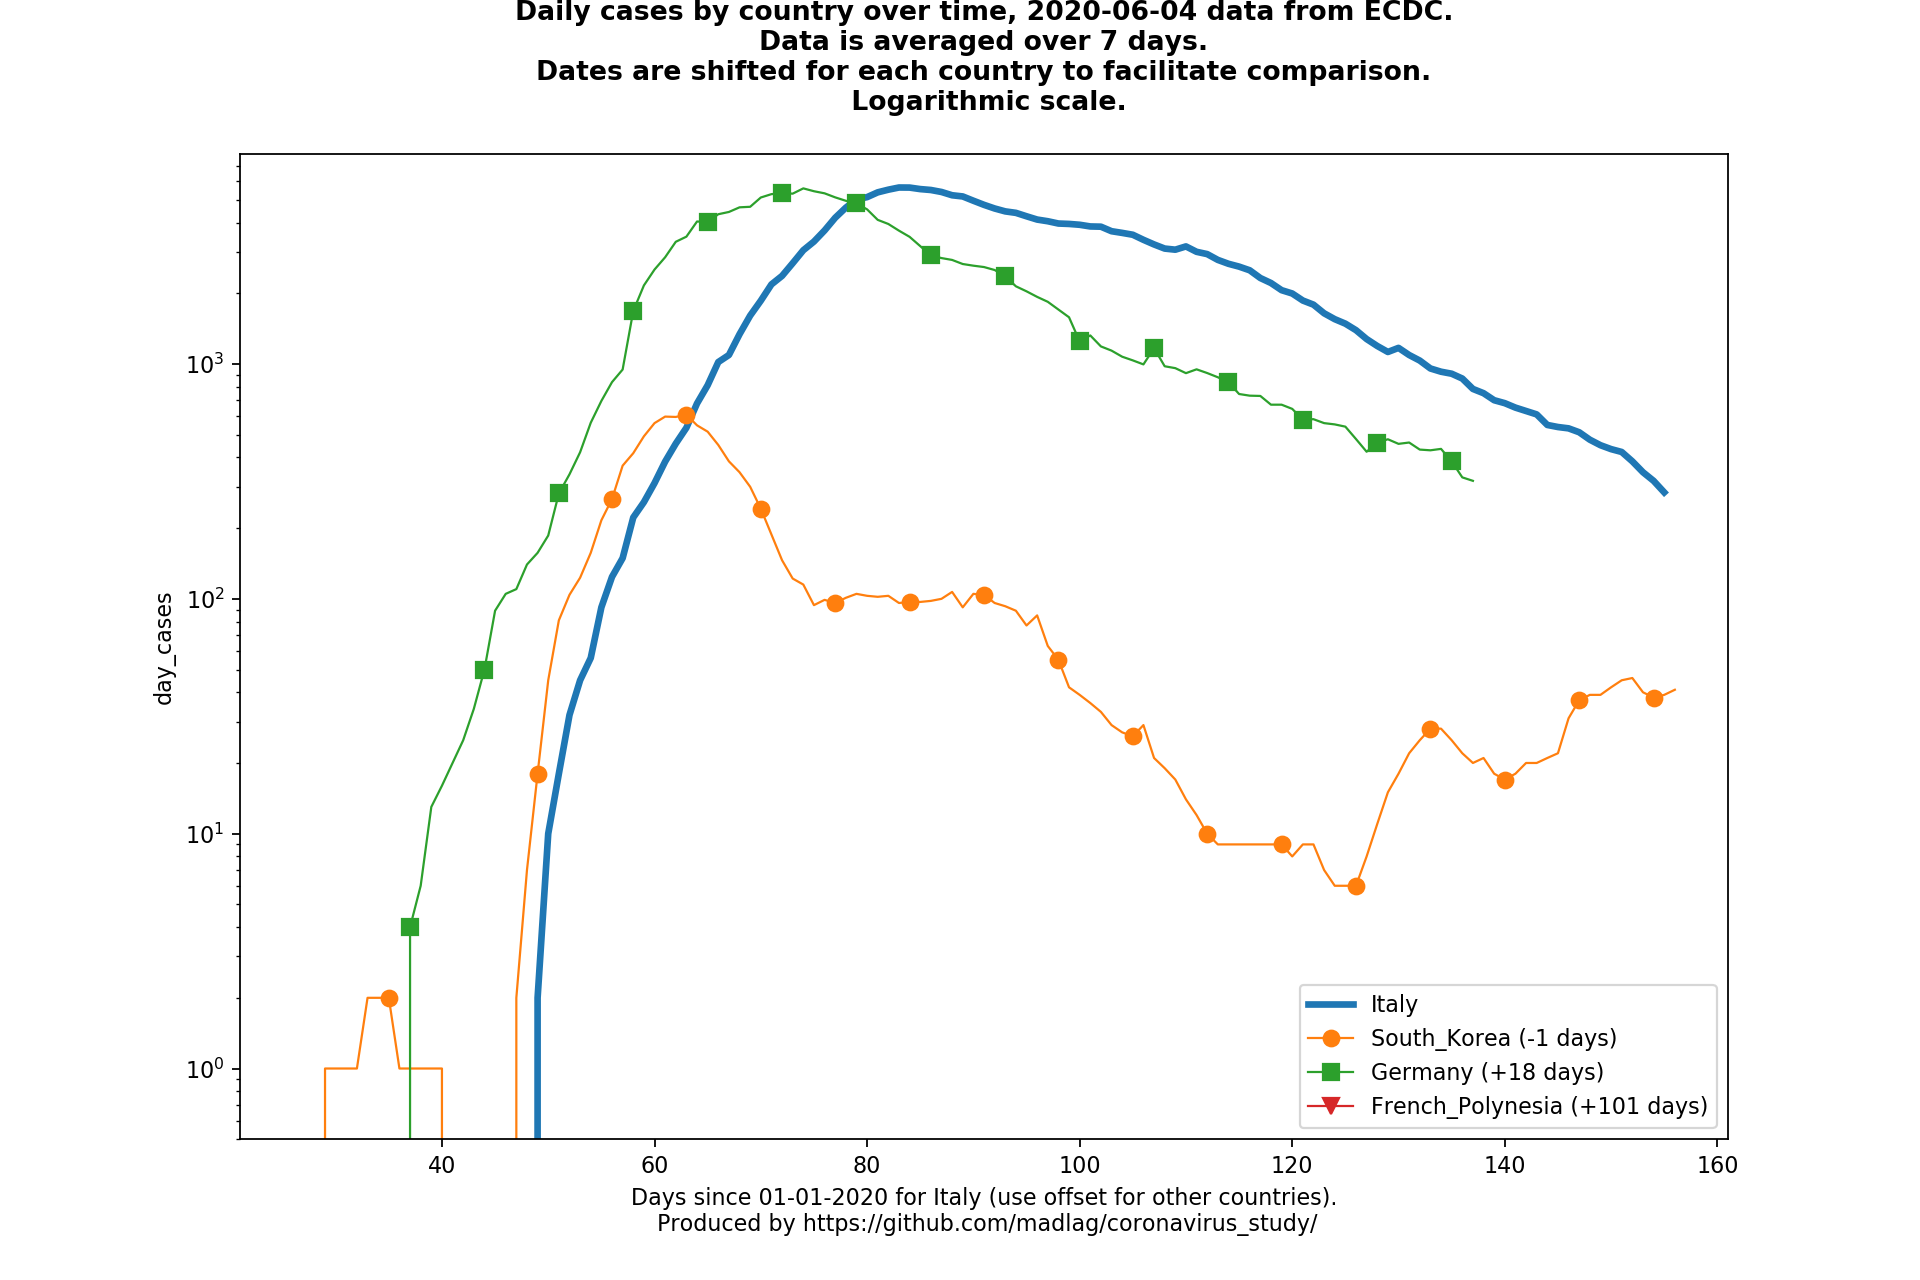 Daily cases by country over time, 2020-06-04 data from ECDC.
Data is averaged over 7 days.
Dates are shifted for each country to facilitate comparison.
Logarithmic scale.
day_cases
10³
10²
10¹
10⁰
Italy
South_Korea (-1 days)
Germany (+18 days)
French_Polynesia (+101 days)
40 60 80 100 120 140 160
Days since 01-01-2020 for Italy (use offset for other countries).
Produced by https://github.com/madlag/coronavirus_study/